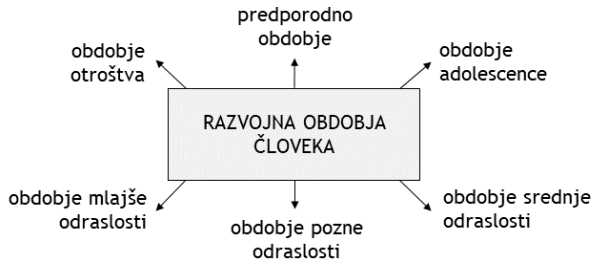 predporodno
obdobje
obdobje
otroštva
obdobje
adolescence
RAZVOJNA OBDOBJA
ČLOVEKA
obdobje mlajše
odraslosti
obdobje pozne
odraslosti
obdobje srednje
odraslosti